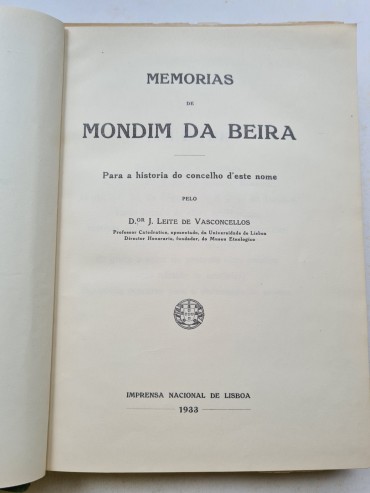 MEMORIAS
DE
MONDIM DA BEIRA
Para a historia do concelho d'este nome
PELO
D.OR J. LEITE DE VASCONCELLOS
Professor Catedratico, aposentado, da Universidade de Lisboa
Director Honorario, fundador, do Museu Etnologico
IMPRENSA NACIONAL DE LISBOA
1933